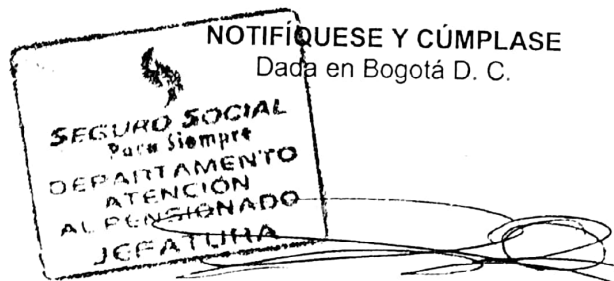 NOTIFÍQUESE Y CÚMPLASE
Dada en Bogotá D. C.
SEGURO SOCIAL
Para Siempre
DEPARTAMENTO
ATENCIÓN
AL PENSIONADO
JEFATURA